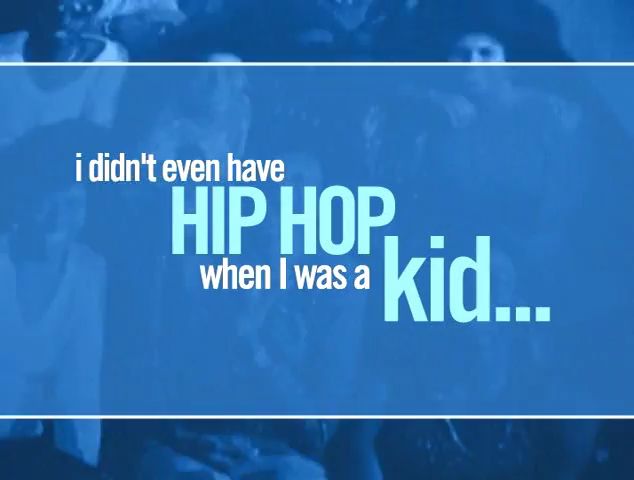 i didn't even have
HIP HOP
when I was a
kid...